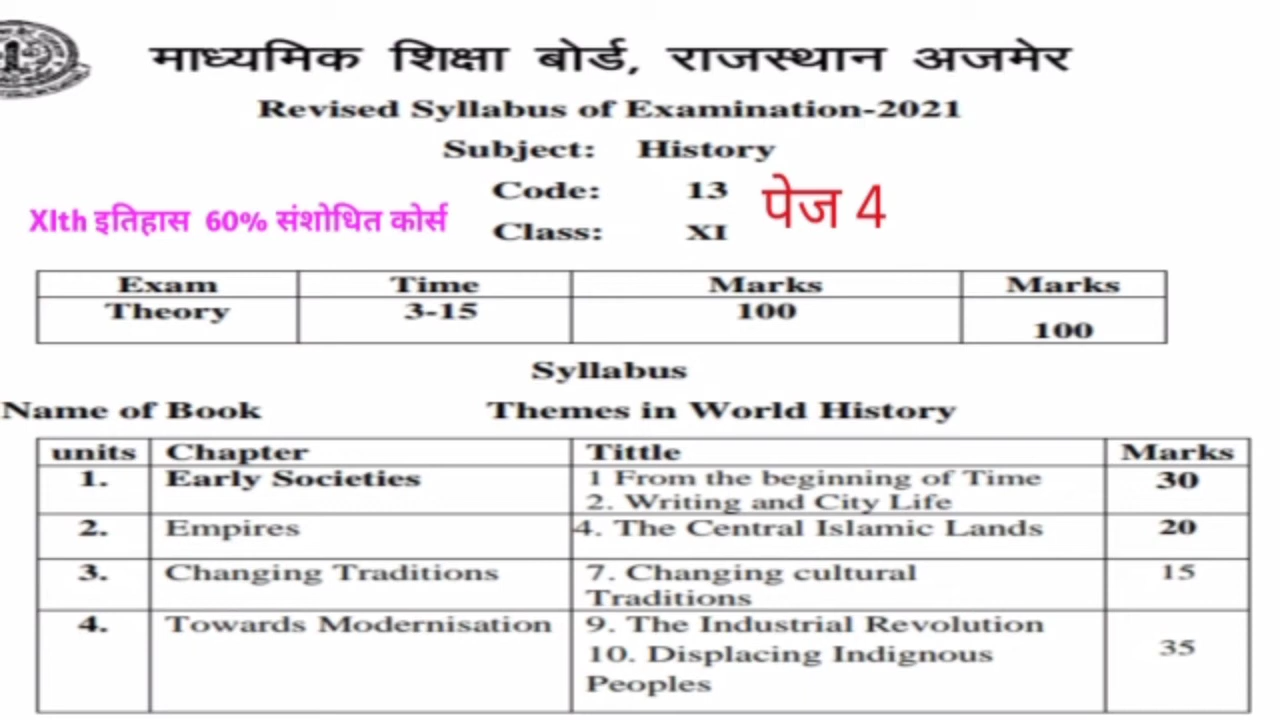 माध्यमिक शिक्षा बोर्ड, राजस्थान अजमेर
Revised Syllabus of Examination-2021
Subject: History
Code: 13
पेज 4
XIth इतिहास 60% संशोधित कोर्स
Class: XI
Exam Time Marks Marks
Theory 3-15 100 100
Syllabus
Name of Book Themes in World History
units Chapter Tittle Marks
1. Early Societies 1 From the beginning of Time 30
2. Writing and City Life
2. Empires 4. The Central Islamic Lands 20
3. Changing Traditions 7. Changing cultural 15
Traditions
4. Towards Modernisation 9. The Industrial Revolution
10. Displacing Indignous 35
Peoples